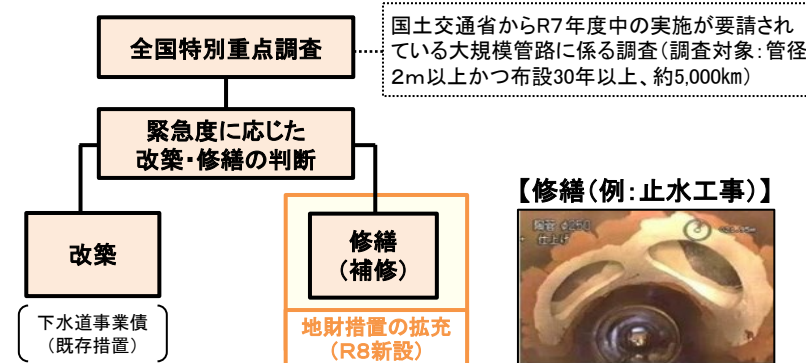 全国特別重点調査
国土交通省からR7年度中の実施が要請され
ている大規模管路に係る調査（調査対象：管径
２ｍ以上かつ布設30年以上、約5,000㎞）
緊急度に応じた
改築・修繕の判断
改築
下水道事業債
（既存措置）
修繕
（補修）
地財措置の拡充
（R8新設）
【修繕（例：止水工事）】
仕上げ